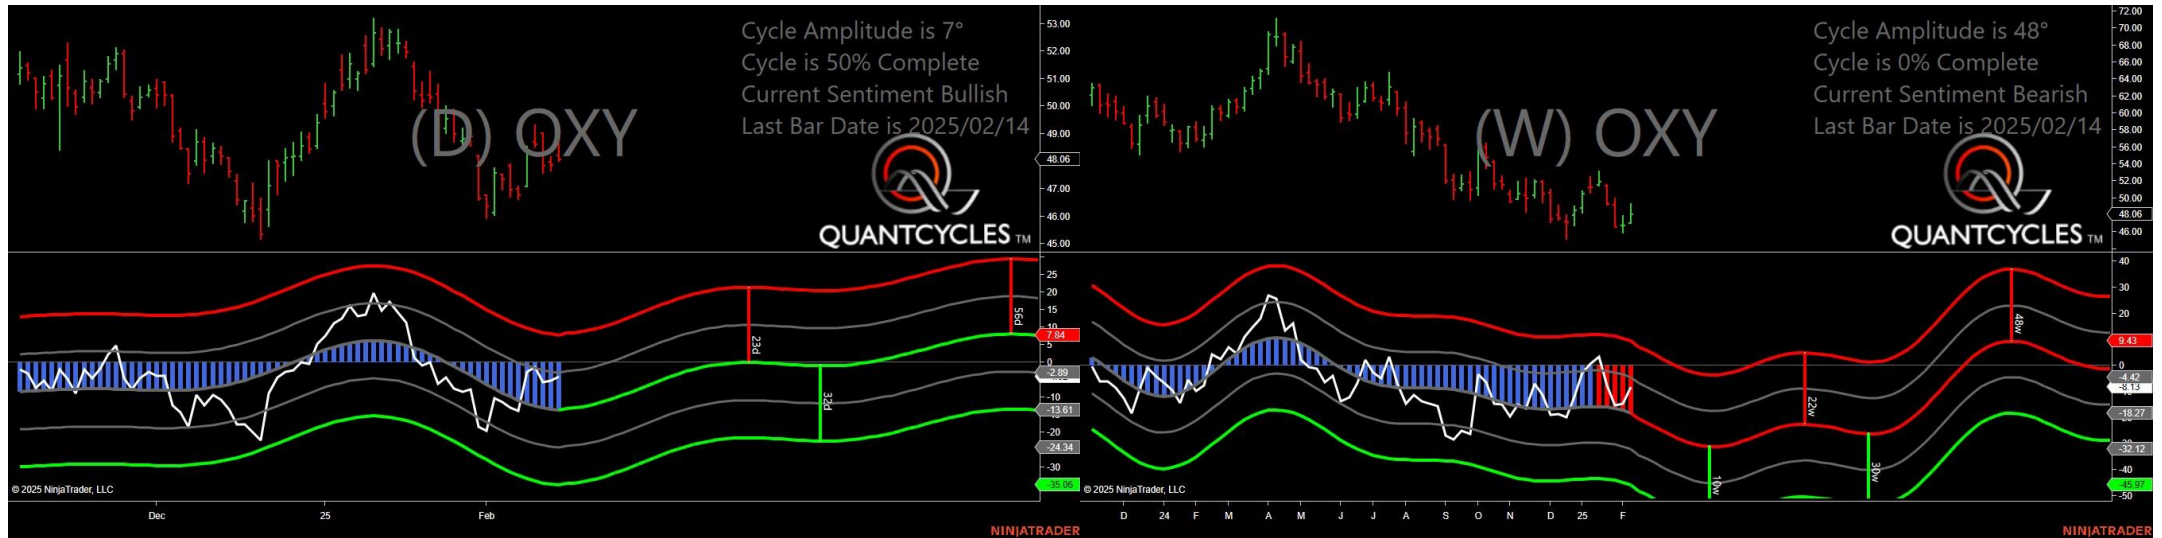 Cycle Amplitude is 7°
Cycle is 50% Complete
Current Sentiment Bullish
Last Bar Date is 2025/02/14
(D) OXY
QUANTCYCLES TM
53.00
52.00
51.00
50.00
49.00
48.06
47.00
46.00
45.00
25
20
15
10
7.84
0
-2.89
-10
-13.61
-20
-24.34
-30
-35.06
23d
32d
56d
© 2025 NinjaTrader, LLC
Dec
25
Feb
NINJATRADER
Cycle Amplitude is 48°
Cycle is 0% Complete
Current Sentiment Bearish
Last Bar Date is 2025/02/14
(W) OXY
QUANTCYCLES TM
72.00
70.00
68.00
66.00
64.00
62.00
60.00
58.00
56.00
54.00
52.00
50.00
48.06
46.00
40
30
20
9.43
0
-4.42
-8.13
-18.27
-32.12
-40
-45.97
-50
10w
22w
30w
48w
© 2025 NinjaTrader, LLC
D
24
F
M
A
M
J
J
A
S
O
N
D
25
F
NINJATRADER